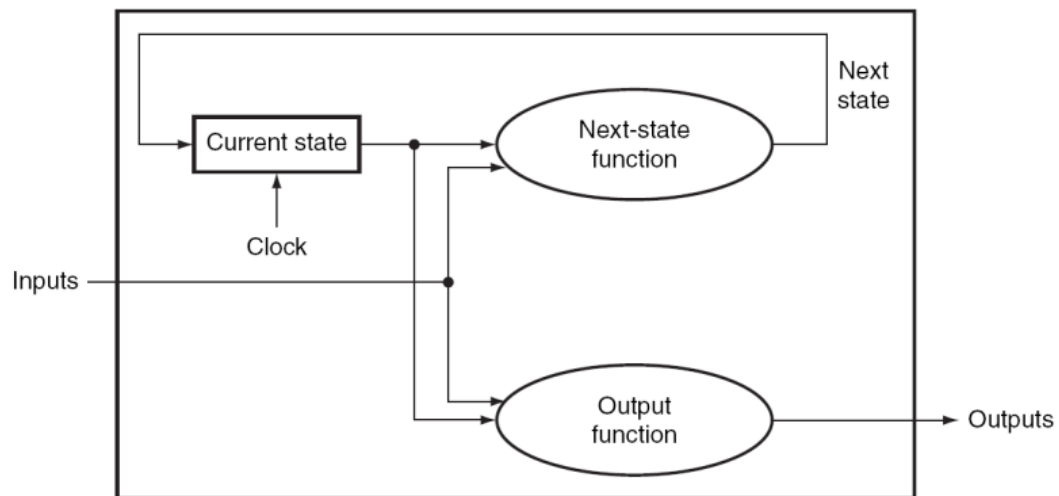 Next
state
Current state
Next-state
function
Clock
Inputs
Output
function
Outputs